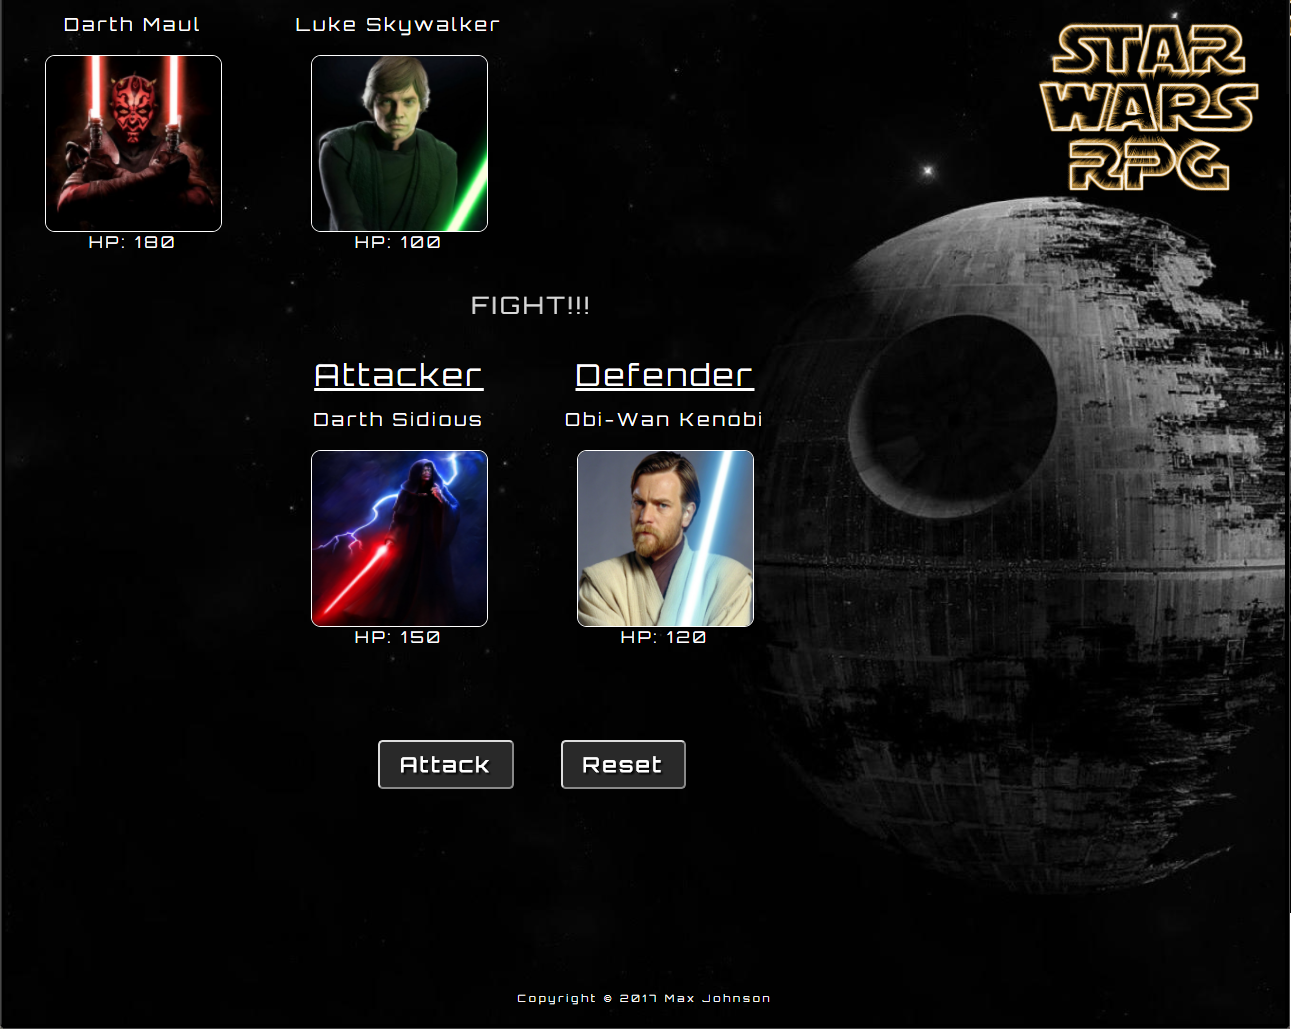 Darth Maul
Luke Skywalker
STAR
WARS
RPG
HP: 180
HP: 100
FIGHT!!!
Attacker
Defender
Darth Sidious
Obi-Wan Kenobi
HP: 150
HP: 120
Attack
Reset
Copyright © 2017 Max Johnson